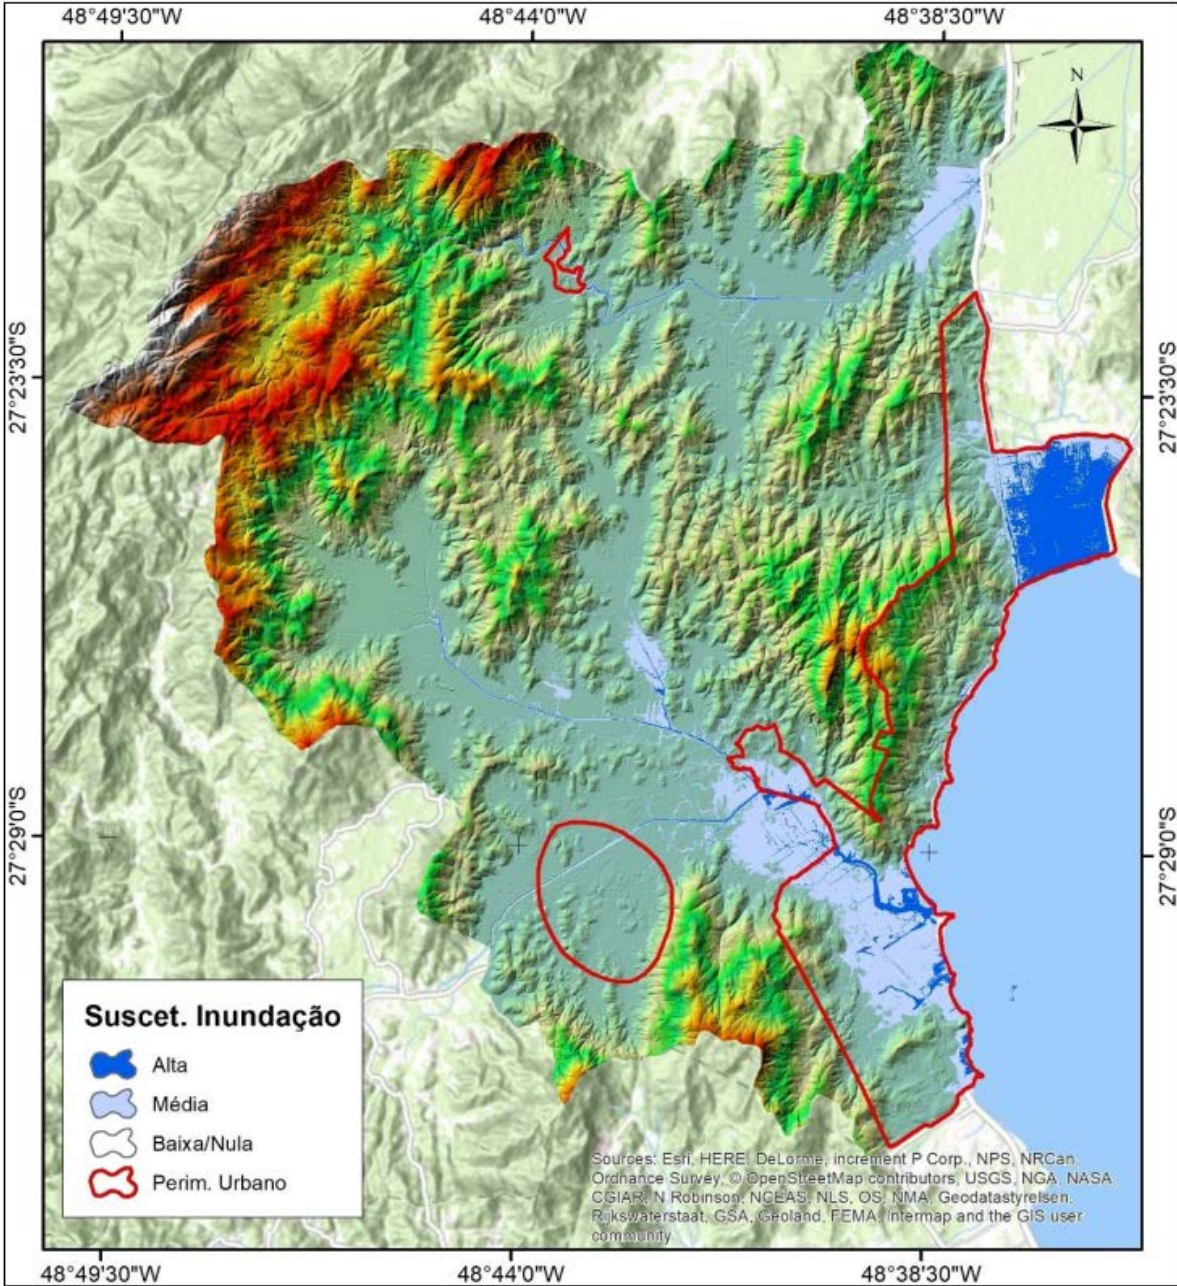 48°49'30"W 48°44'0"W 48°38'30"W
N
27°23'30"S
27°23'30"S
27°29'0"S
27°29'0"S
Suscet. Inundação
Alta
Média
Baixa/Nula
Perim. Urbano
Sources: Esri, HERE, DeLorme, increment P Corp., NPS, NRCan,
Ordnance Survey, © OpenStreetMap contributors, USGS, NGA, NASA,
CGIAR, N Robinson, NCEAS, NLS, OS, NMA, Geodatastyrelsen,
Rijkswaterstaat, GSA, Geoland, FEMA, Intermap and the GIS user
community
48°49'30"W 48°44'0"W 48°38'30"W